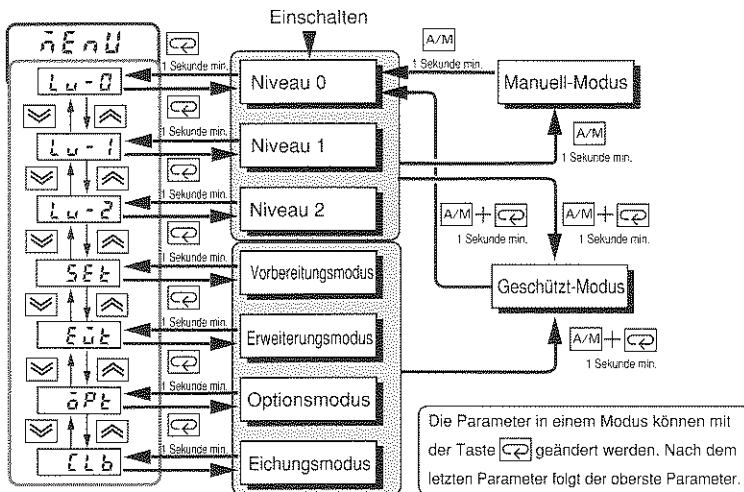 Einschalten
mEnU
A/M
1 Sekunde min.
1 Sekunde min.
Lv-0
Niveau 0
Manuell-Modus
1 Sekunde min.
A/M
1 Sekunde min.
Lv-1
Niveau 1
1 Sekunde min.
Lv-2
Niveau 2
A/M+
A/M+
1 Sekunde min.
1 Sekunde min.
1 Sekunde min.
SEt
Vorbereitungsmodus
Geschützt-Modus
1 Sekunde min.
Eut
Erweiterungsmodus
A/M+
1 Sekunde min.
1 Sekunde min.
oPt
Optionsmodus
1 Sekunde min.
CLb
Eichungsmodus
Die Parameter in einem Modus können mit
der Taste geändert werden. Nach dem
letzten Parameter folgt der oberste Parameter.